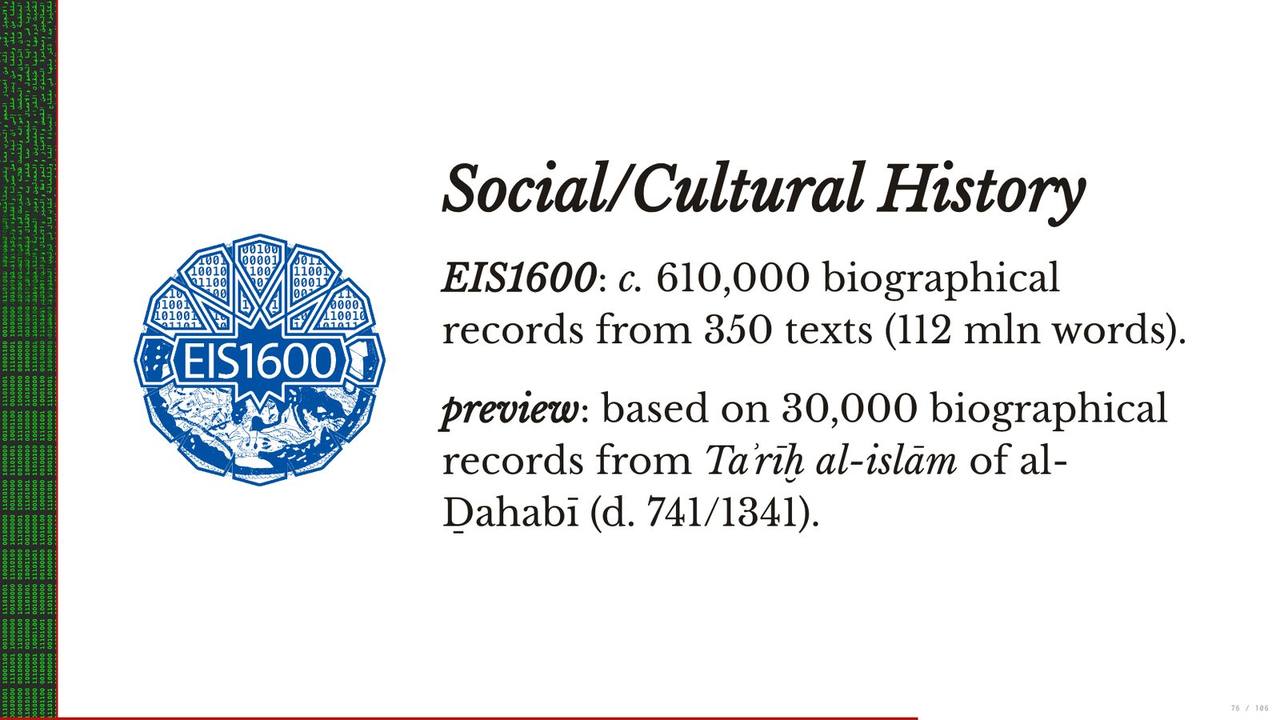 Social/Cultural History
EIS1600: c. 610,000 biographical
records from 350 texts (112 mln words).
EIS1600
preview: based on 30,000 biographical
records from Taʾrīḫ al-islām of al-
Ḏahabī (d. 741/1341).
76 / 106